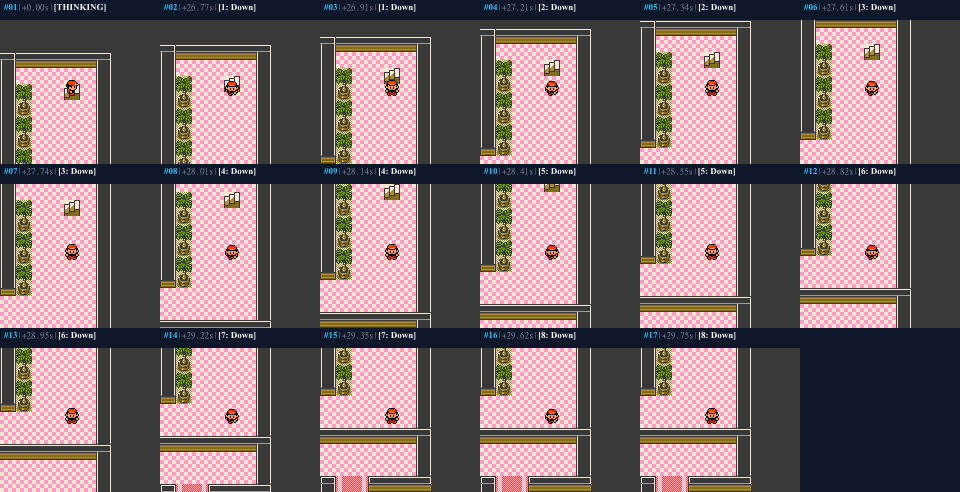 #01|+0.00s|[THINKING]
#02|+26.77s|[1: Down]
#03|+26.91s|[1: Down]
#04|+27.21s|[2: Down]
#05|+27.34s|[2: Down]
#06|+27.61s|[3: Down]
#07|+27.74s|[3: Down]
#08|+28.01s|[4: Down]
#09|+28.14s|[4: Down]
#10|+28.41s|[5: Down]
#11|+28.55s|[5: Down]
#12|+28.82s|[6: Down]
#13|+28.95s|[6: Down]
#14|+29.22s|[7: Down]
#15|+29.35s|[7: Down]
#16|+29.62s|[8: Down]
#17|+29.75s|[8: Down]